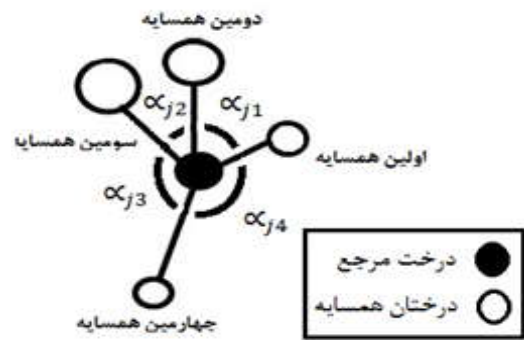 دومین همسایه
∝j2
∝j1
سومین همسایه
اولین همسایه
∝j3
∝j4
درخت مرجع
درختان همسایه
چهارمین همسایه